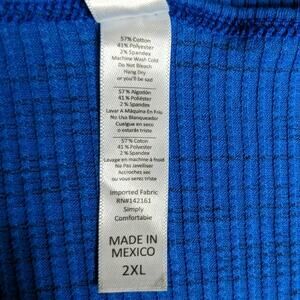 57% Cotton
41% Polyester
2% Spandex
Machine Wash Cold
Do Not Bleach
Hang Dry
or you'll be sad
57% Algodón
41% Poliéster
2% Spandex
Lavar A Máquina En Frío
No Usa Blanqueador
Cuelgue en seco
o estarás triste
57% Coton
41% Polyester
2% Spandex
Lavage en machine à froid
Ne Pas Javelliser
Accrochez sec
ou vous serez triste
Imported Fabric
RN#142161
Simply
Comfortable
MADE IN
MEXICO
2XL